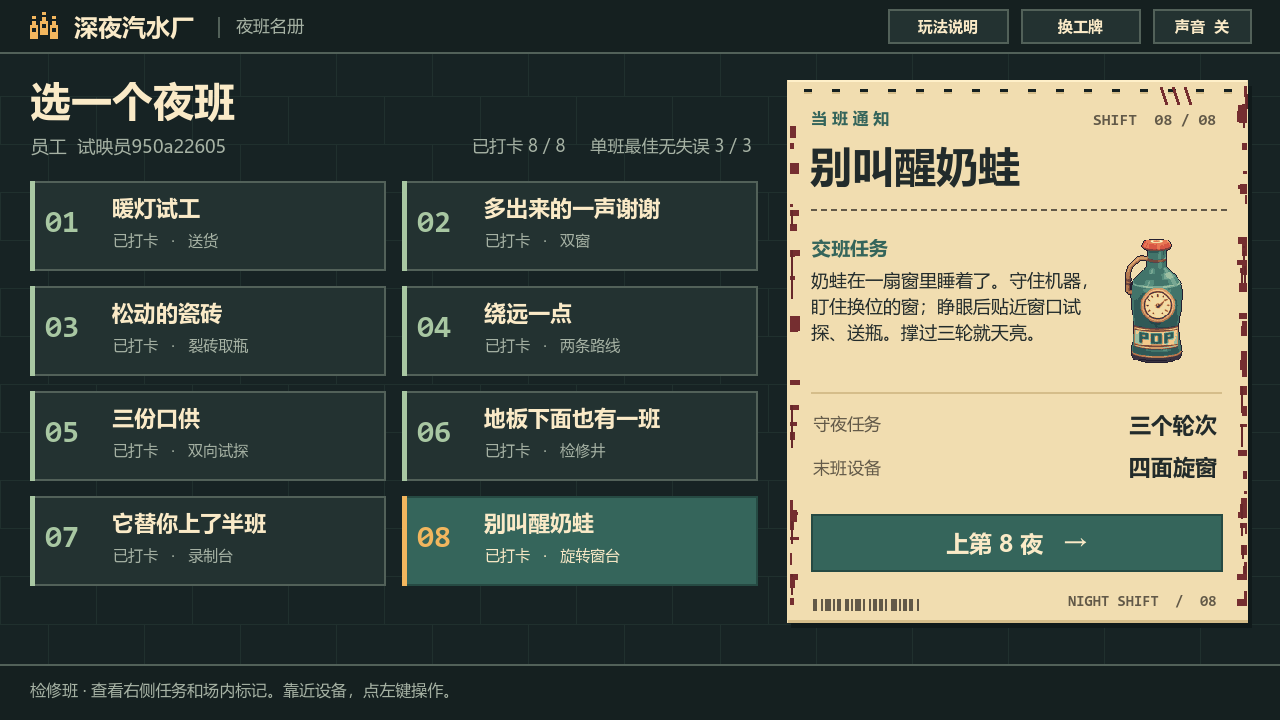 深夜汽水厂
夜班名册
玩法说明
换工牌
声音 关
选一个夜班
员工 试映员950a22605
已打卡 8 / 8
单班最佳无失误 3 / 3
01
暖灯试工
已打卡 · 送货
02
多出来的一声谢谢
已打卡 · 双窗
03
松动的瓷砖
已打卡 · 裂砖取瓶
04
绕远一点
已打卡 · 两条路线
05
三份口供
已打卡 · 双向试探
06
地板下面也有一班
已打卡 · 检修井
07
它替你上了半班
已打卡 · 录制台
08
别叫醒奶蛙
已打卡 · 旋转窗台
当班通知
SHIFT 08 / 08
别叫醒奶蛙
交班任务
奶蛙在一扇窗里睡着了。守住机器，
盯住换位的窗；睁眼后贴近窗口试
探、送瓶。撑过三轮就天亮。
POP
守夜任务
三个轮次
末班设备
四面旋窗
上第 8 夜 →
NIGHT SHIFT / 08
检修班 · 查看右侧任务和场内标记。靠近设备，点左键操作。